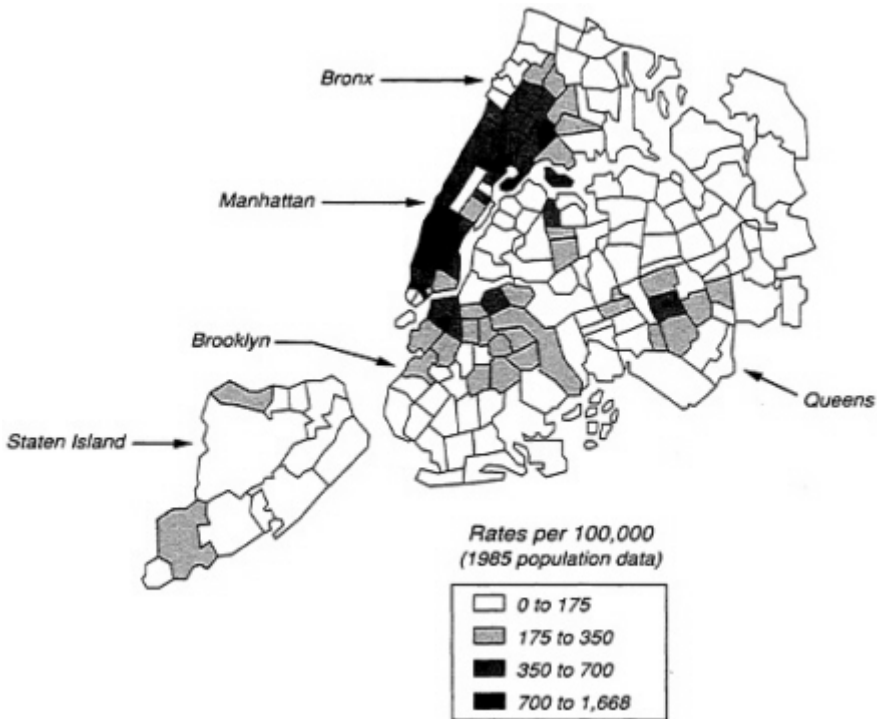 Bronx
Manhattan
Brooklyn
Queens
Staten Island
Rates per 100,000
(1985 population data)
0 to 175
175 to 350
350 to 700
700 to 1,668